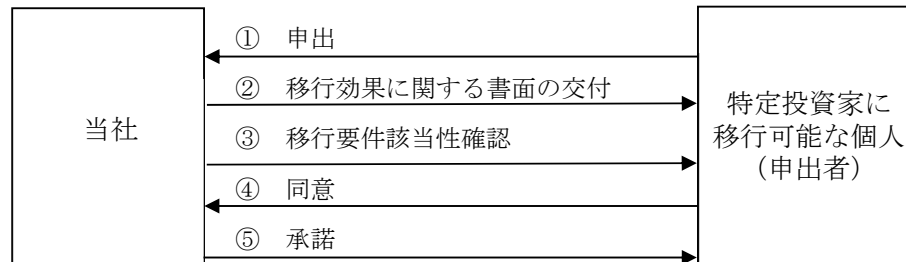 ① 申出
② 移行効果に関する書面の交付
③ 移行要件該当性確認
④ 同意
⑤ 承諾
当社
特定投資家に
移行可能な個人
（申出者）